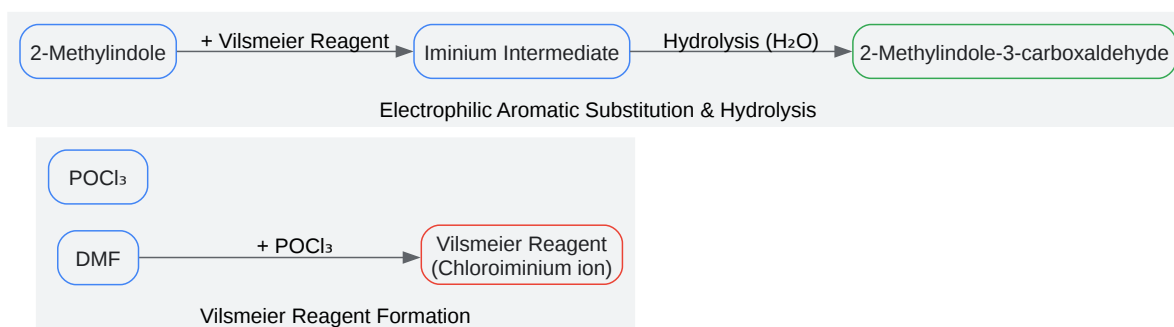 2-Methylindole
+ Vilsmeier Reagent
Iminium Intermediate
Hydrolysis (H₂O)
2-Methylindole-3-carboxaldehyde
Electrophilic Aromatic Substitution & Hydrolysis
POCl₃
DMF
+ POCl₃
Vilsmeier Reagent
(Chloroiminium ion)
Vilsmeier Reagent Formation